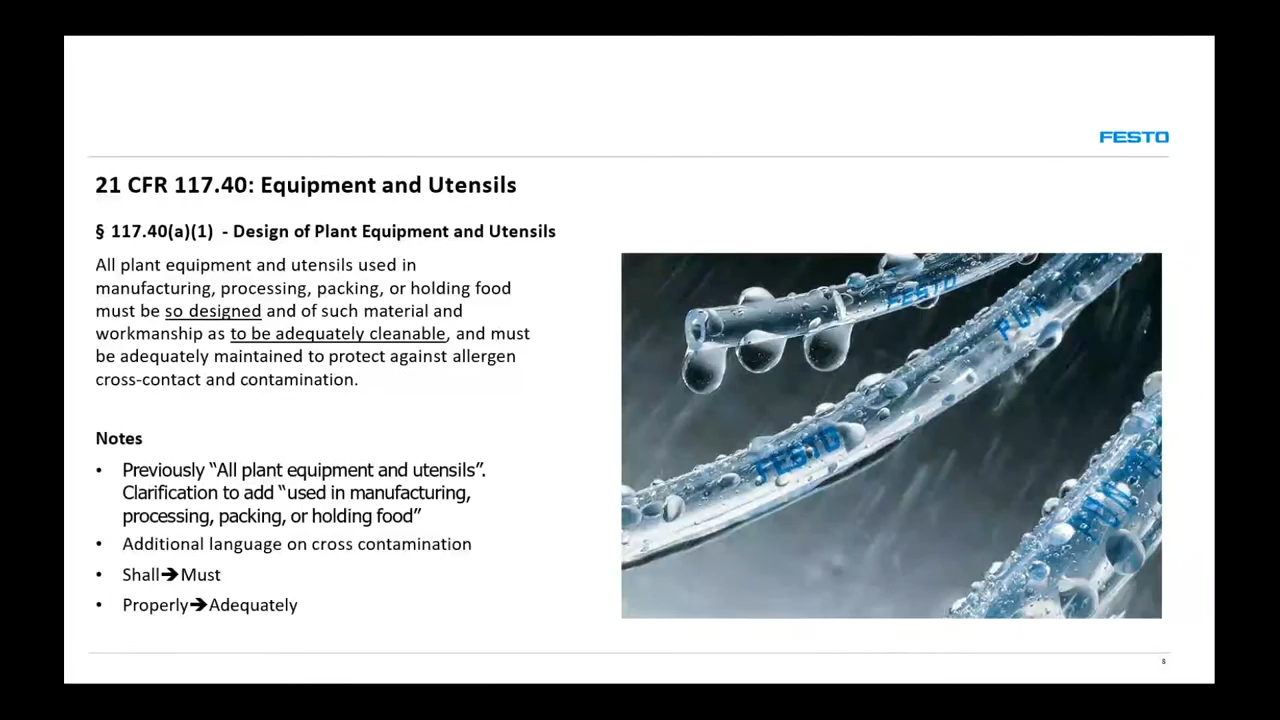 FESTO
21 CFR 117.40: Equipment and Utensils
§ 117.40(a)(1) - Design of Plant Equipment and Utensils
All plant equipment and utensils used in
manufacturing, processing, packing, or holding food
must be so designed and of such material and
workmanship as to be adequately cleanable, and must
be adequately maintained to protect against allergen
cross-contact and contamination.
Notes
• Previously “All plant equipment and utensils”.
Clarification to add “used in manufacturing,
processing, packing, or holding food”
• Additional language on cross contamination
• Shall➔Must
• Properly➔Adequately
FESTO
FESTO
PUN
PUN
8